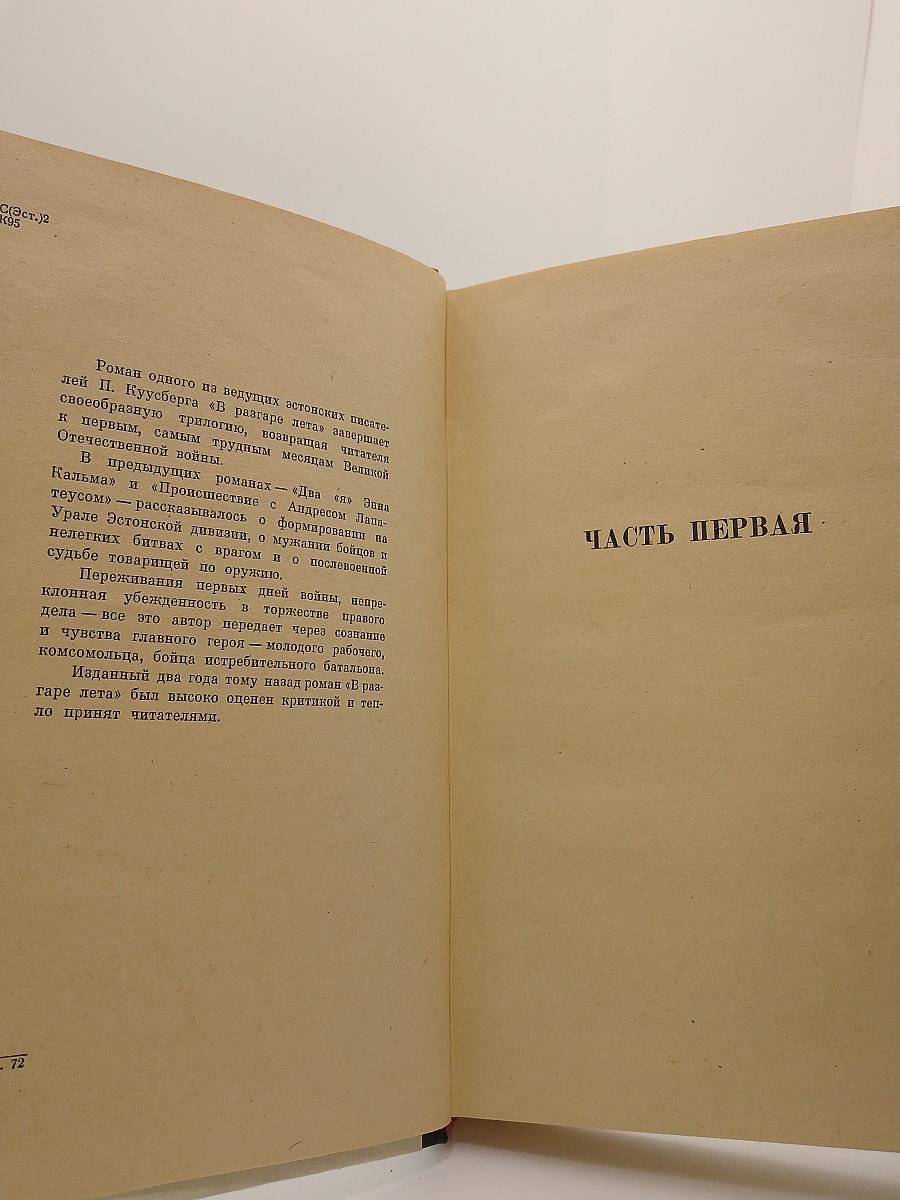 С(Эст.)2
К95
Роман одного из ведущих эстонских писате-
лей П. Куусберга «В разгаре лета» завершает
своеобразную трилогию, возвращая читателя
к первым, самым трудным месяцам Великой
Отечественной войны.
В предыдущих романах — «Два «я» Энна
Кальма» и «Происшествие с Андресом Лапа-
теусом» — рассказывалось о формировании на
Урале Эстонской дивизии, о мужании бойцов и
нелегких битвах с врагом и о послевоенной
судьбе товарищей по оружию.
Переживания первых дней войны, непре-
клонная убежденность в торжестве правого
дела — все это автор передает через сознание
и чувства главного героя — молодого рабочего,
комсомольца, бойца истребительного батальона.
Изданный два года тому назад роман «В раз-
гаре лета» был высоко оценен критикой и теп-
ло принят читателями.
. 72
ЧАСТЬ ПЕРВАЯ